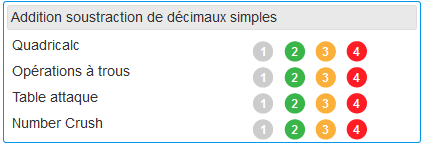 Addition soustraction de décimaux simples
Quadricalc 1 2 3 4
Opérations à trous 1 2 3 4
Table attaque 1 2 3 4
Number Crush 1 2 3 4